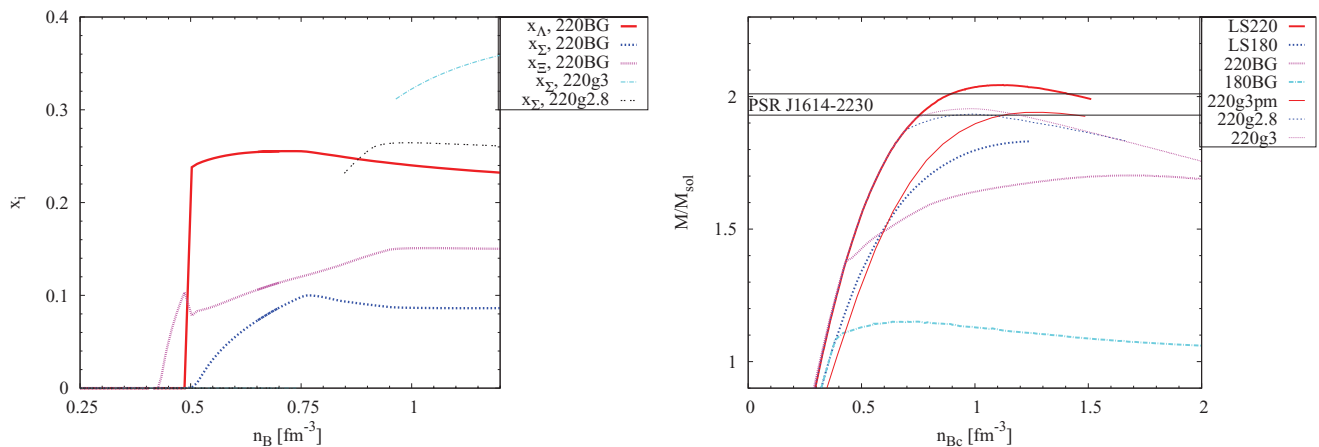 0.4
0.3
0.2
0.1
0
x_i
0.25
0.5
0.75
1
n_B [fm^-3]
x_Λ, 220BG
x_Σ, 220BG
x_Ξ, 220BG
x_Σ, 220g3
x_Σ, 220g2.8
2
1.5
1
M/M_sol
PSR J1614-2230
0
0.5
1
1.5
2
n_Bc [fm^-3]
LS220
LS180
220BG
180BG
220g3pm
220g2.8
220g3